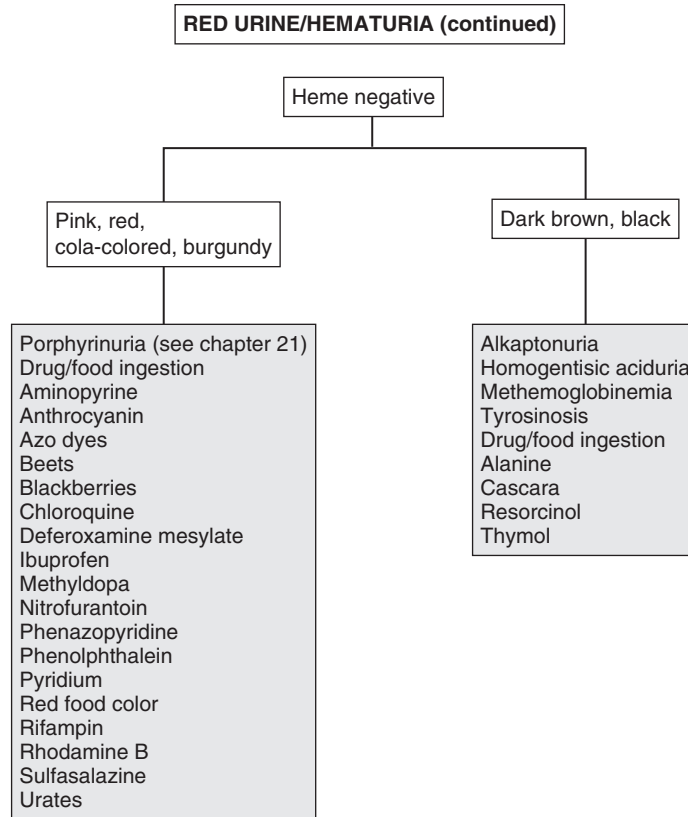 RED URINE/HEMATURIA (continued)
Heme negative
Pink, red,
cola-colored, burgundy
Dark brown, black
Porphyrinuria (see chapter 21)
Drug/food ingestion
Aminopyrine
Anthrocyanin
Azo dyes
Beets
Blackberries
Chloroquine
Deferoxamine mesylate
Ibuprofen
Methyldopa
Nitrofurantoin
Phenazopyridine
Phenolphthalein
Pyridium
Red food color
Rifampin
Rhodamine B
Sulfasalazine
Urates
Alkaptonuria
Homogentisic aciduria
Methemoglobinemia
Tyrosinosis
Drug/food ingestion
Alanine
Cascara
Resorcinol
Thymol